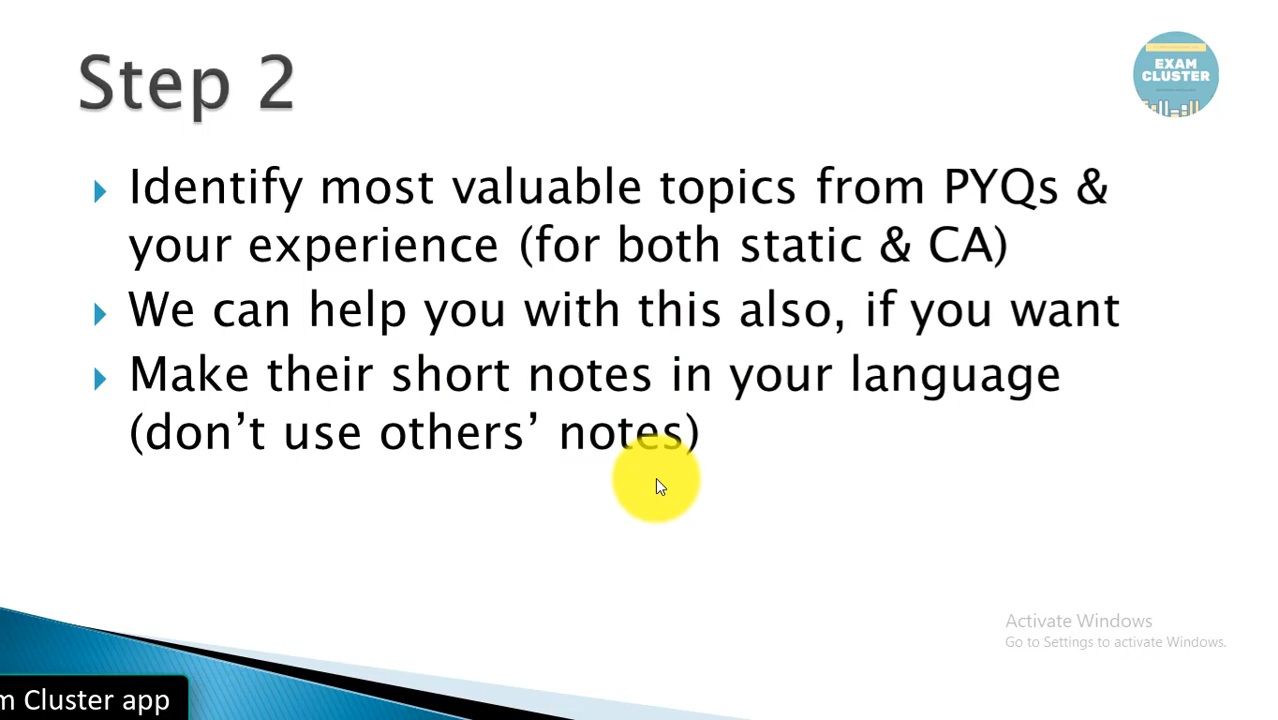 Step 2
EXAM
CLUSTER
Identify most valuable topics from PYQs &
your experience (for both static & CA)
We can help you with this also, if you want
Make their short notes in your language
(don’t use others’ notes)
Activate Windows
Go to Settings to activate Windows.
m Cluster app